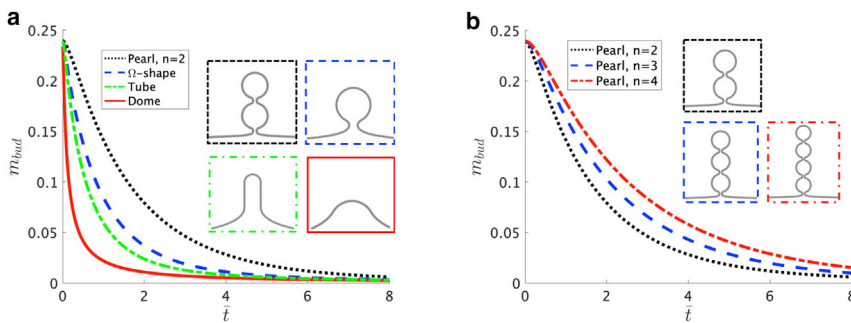 a
0.25
0.2
0.15
0.1
0.05
0
m_bud
0 2 4 6 8
t̄
Pearl, n=2
Ω-shape
Tube
Dome
b
0.25
0.2
0.15
0.1
0.05
0
m_bud
0 2 4 6 8
t̄
Pearl, n=2
Pearl, n=3
Pearl, n=4